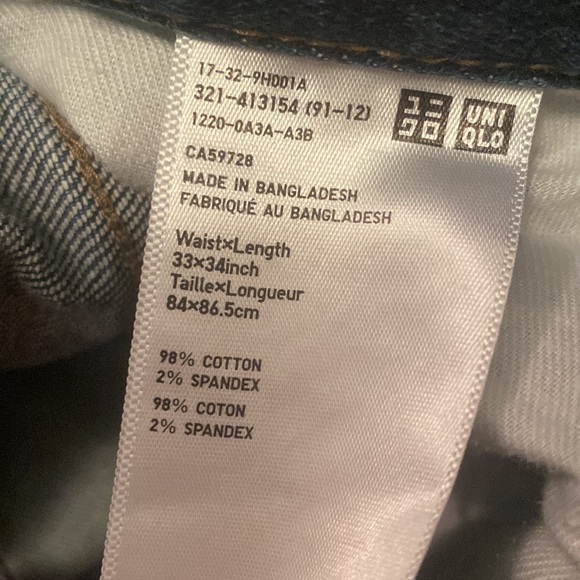 17-32-9H001A
321-413154 (91-12)
1220-0A3A-A3B
ユニ
クロ
UNI
QLO
CA59728
MADE IN BANGLADESH
FABRIQUÉ AU BANGLADESH
Waist×Length
33×34inch
Taille×Longueur
84×86.5cm
98% COTTON
2% SPANDEX
98% COTON
2% SPANDEX